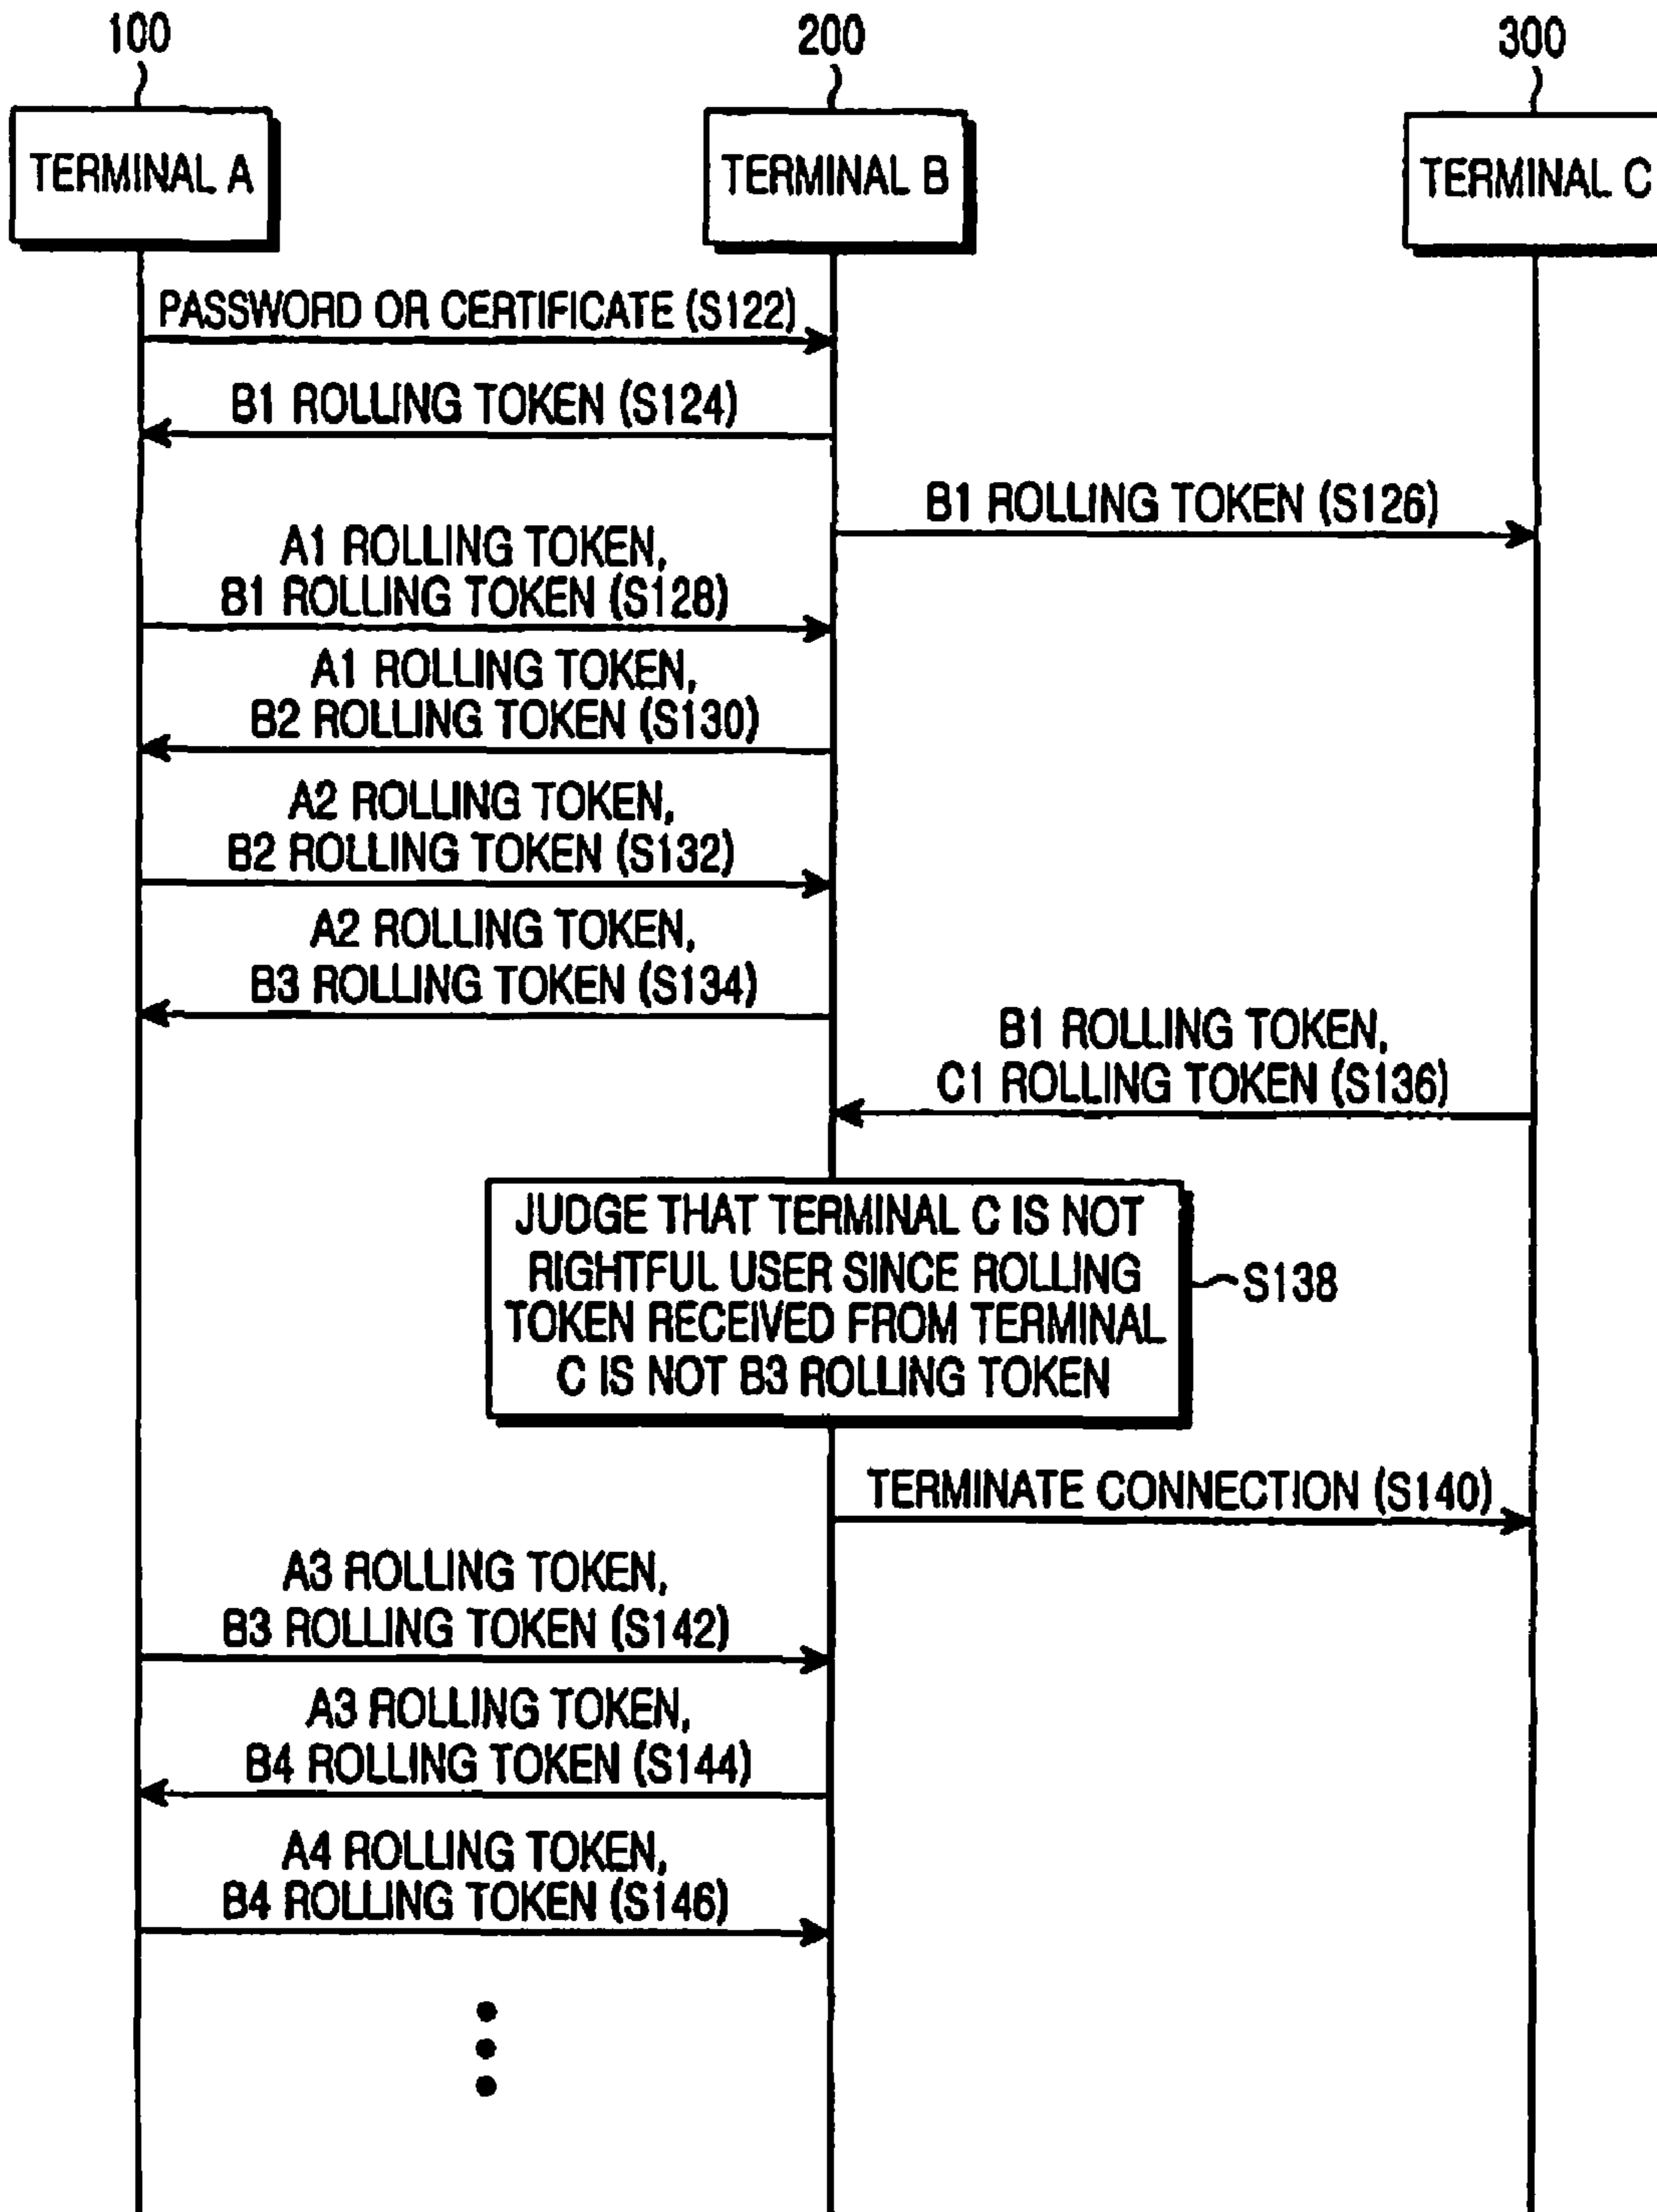 100
200
300
TERMINAL A
TERMINAL B
TERMINAL C
PASSWORD OR CERTIFICATE (S122)
B1 ROLLING TOKEN (S124)
B1 ROLLING TOKEN (S126)
A1 ROLLING TOKEN,
B1 ROLLING TOKEN (S128)
A1 ROLLING TOKEN,
B2 ROLLING TOKEN (S130)
A2 ROLLING TOKEN,
B2 ROLLING TOKEN (S132)
A2 ROLLING TOKEN,
B3 ROLLING TOKEN (S134)
B1 ROLLING TOKEN,
C1 ROLLING TOKEN (S136)
JUDGE THAT TERMINAL C IS NOT
RIGHTFUL USER SINCE ROLLING
TOKEN RECEIVED FROM TERMINAL
C IS NOT B3 ROLLING TOKEN
S138
TERMINATE CONNECTION (S140)
A3 ROLLING TOKEN,
B3 ROLLING TOKEN (S142)
A3 ROLLING TOKEN,
B4 ROLLING TOKEN (S144)
A4 ROLLING TOKEN,
B4 ROLLING TOKEN (S146)